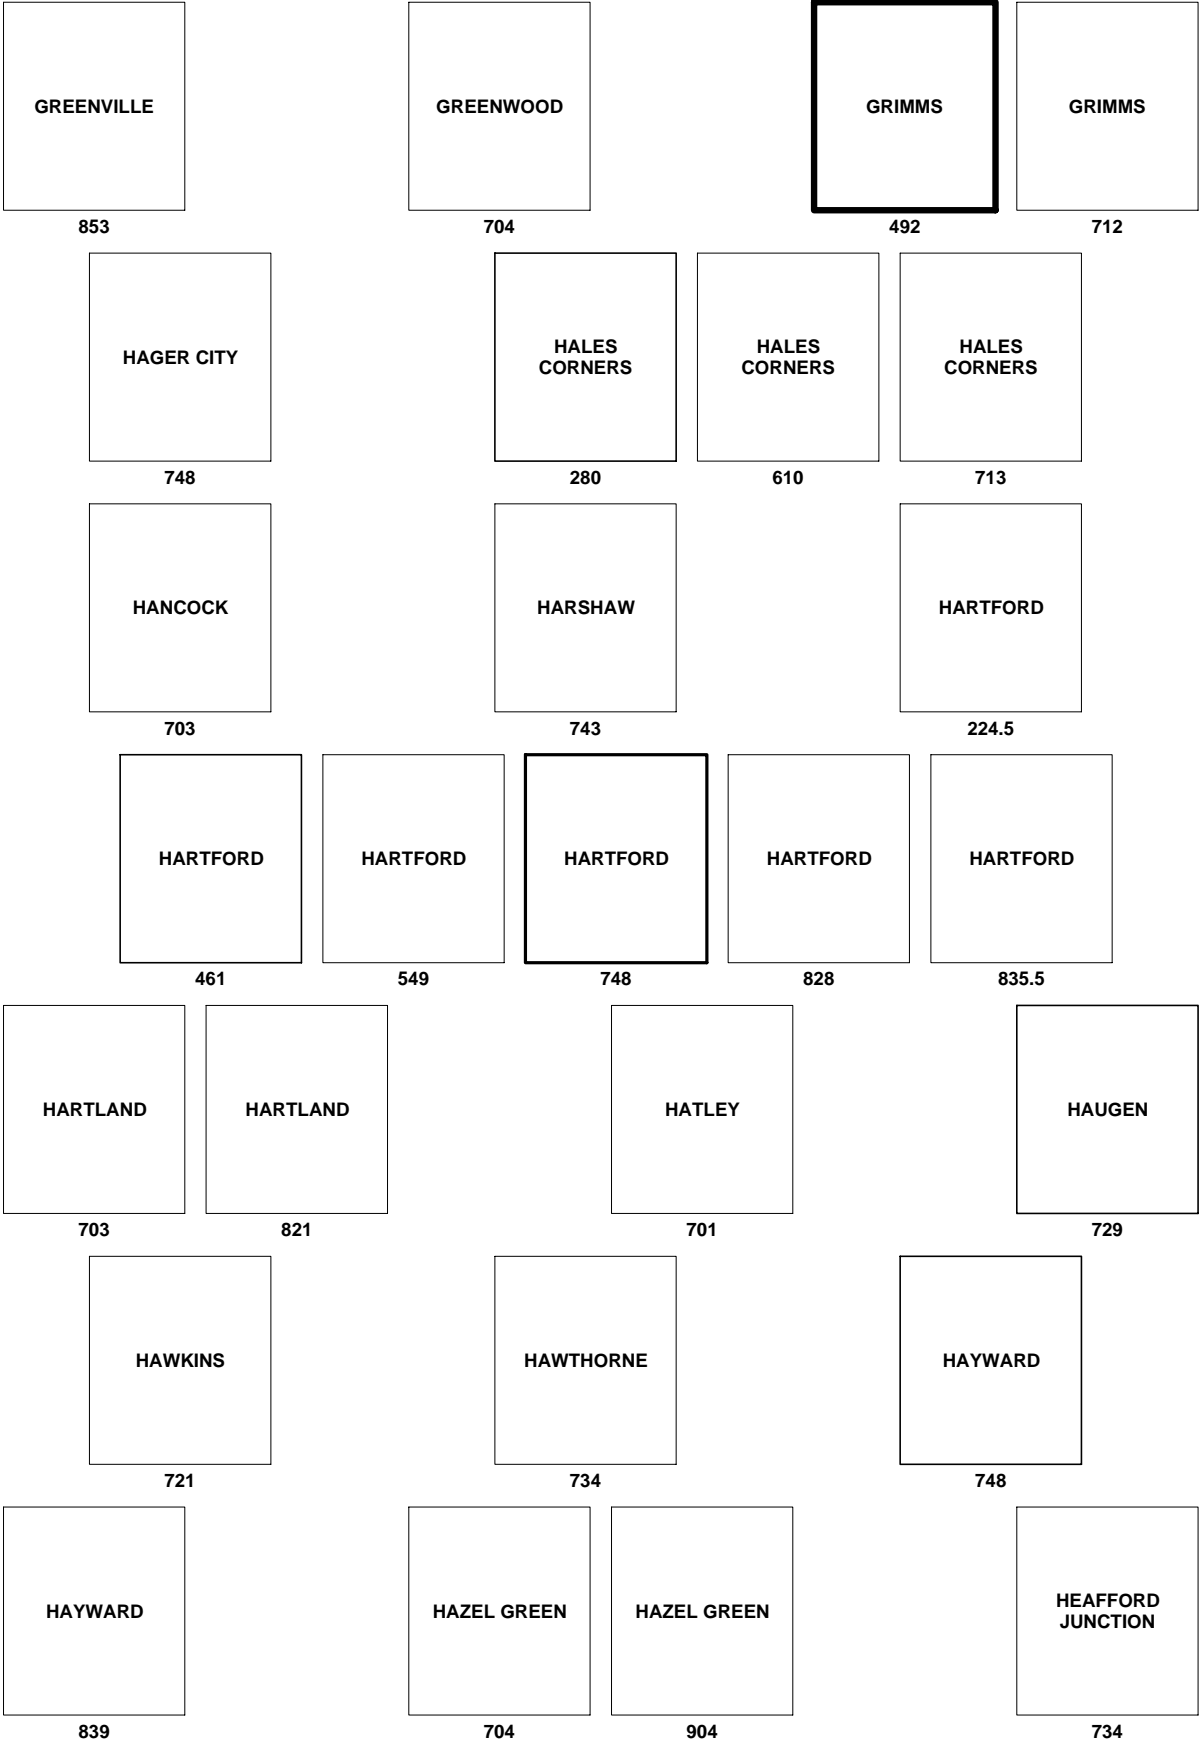 GREENVILLE
853
GREENWOOD
704
GRIMMS
492
GRIMMS
712
HAGER CITY
748
HALES
CORNERS
280
HALES
CORNERS
610
HALES
CORNERS
713
HANCOCK
703
HARSHAW
743
HARTFORD
224.5
HARTFORD
461
HARTFORD
549
HARTFORD
748
HARTFORD
828
HARTFORD
835.5
HARTLAND
703
HARTLAND
821
HATLEY
701
HAUGEN
729
HAWKINS
721
HAWTHORNE
734
HAYWARD
748
HAYWARD
839
HAZEL GREEN
704
HAZEL GREEN
904
HEAFFORD
JUNCTION
734